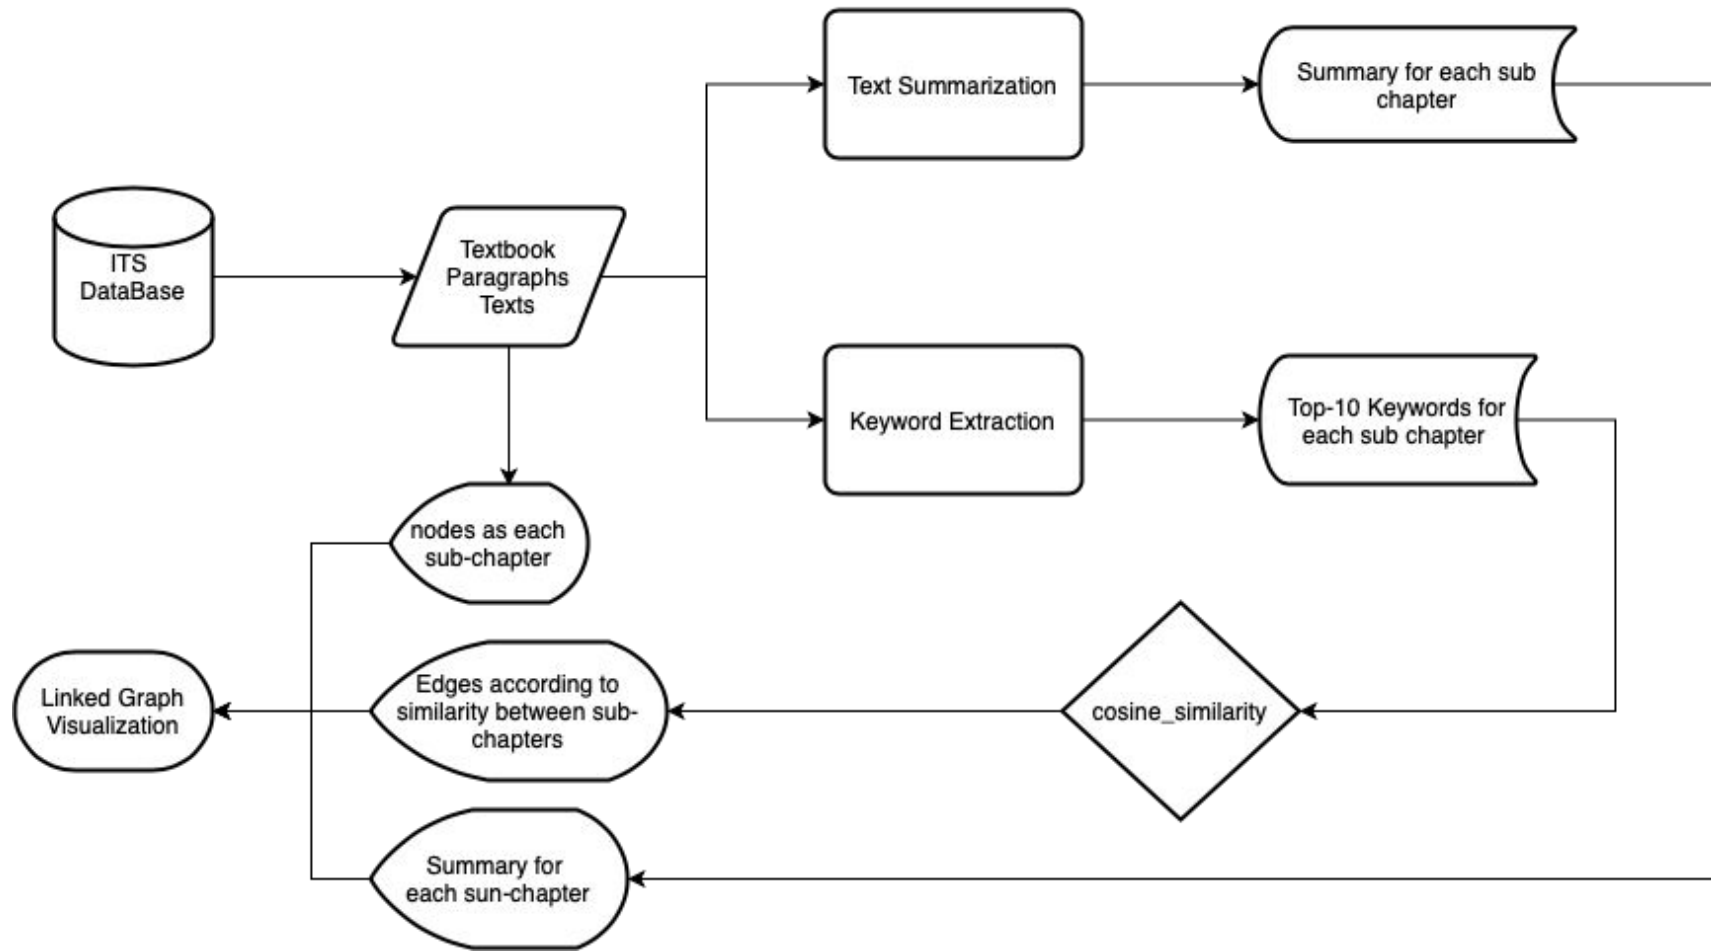 Text Summarization
Summary for each sub
chapter
ITS
DataBase
Textbook
Paragraphs
Texts
Keyword Extraction
Top-10 Keywords for
each sub chapter
nodes as each
sub-chapter
Linked Graph
Visualization
Edges according to
similarity between sub-
chapters
cosine_similarity
Summary for
each sun-chapter